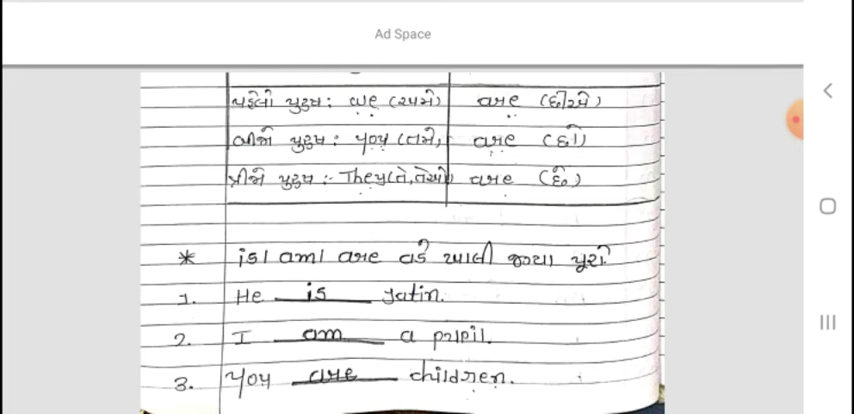 Ad Space
પહેલો પુરુષ : we (અમે) are (છીએ)
બીજો પુરુષ : you (તમે) are (છો)
ત્રીજો પુરુષ :- They (તે, તેઓ) are (છે)
* is / am / are વડે ખાલી જગ્યા પૂરો
1. He is Jatin.
2. I am a pupil.
3. you are children.